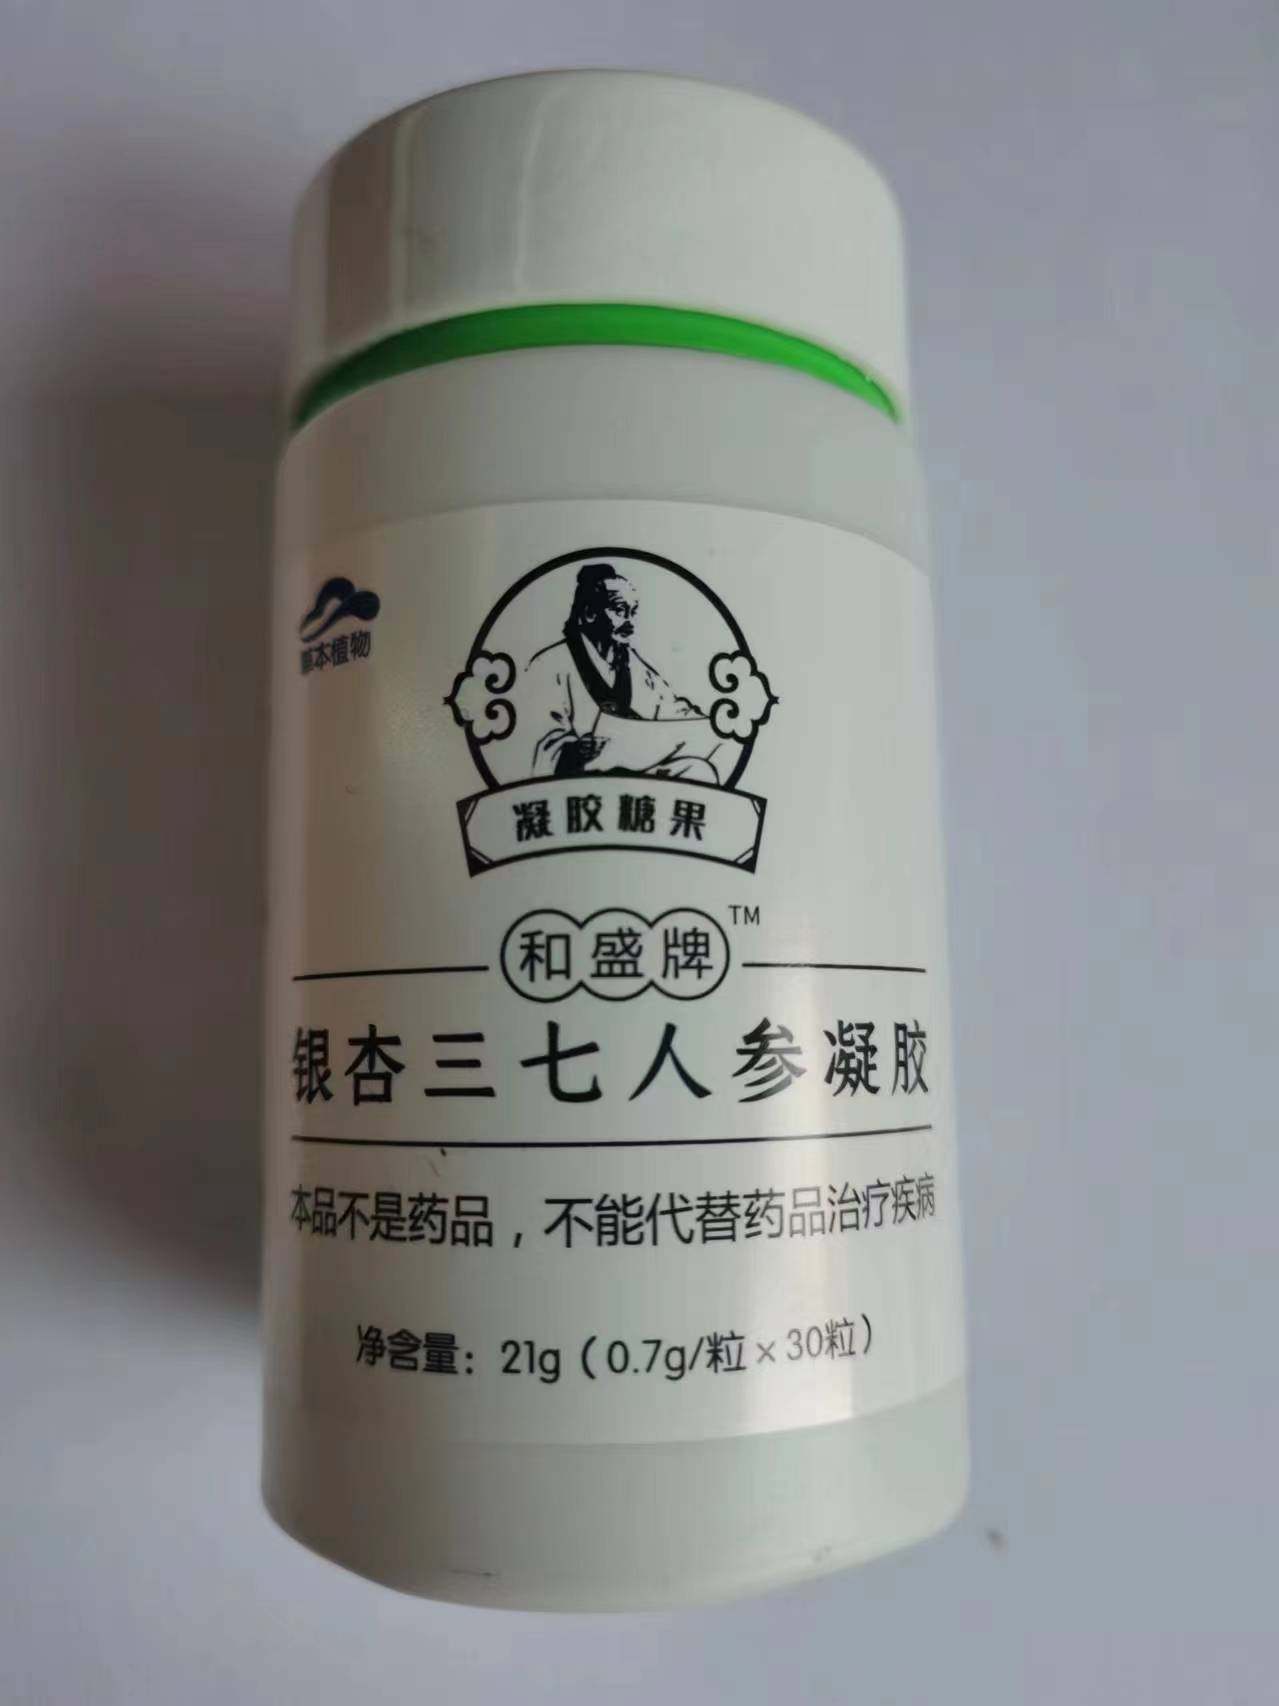 草本植物
凝胶糖果
和盛牌™
银杏三七人参凝胶
本品不是药品，不能代替药品治疗疾病
净含量：21g（0.7g/粒×30粒）